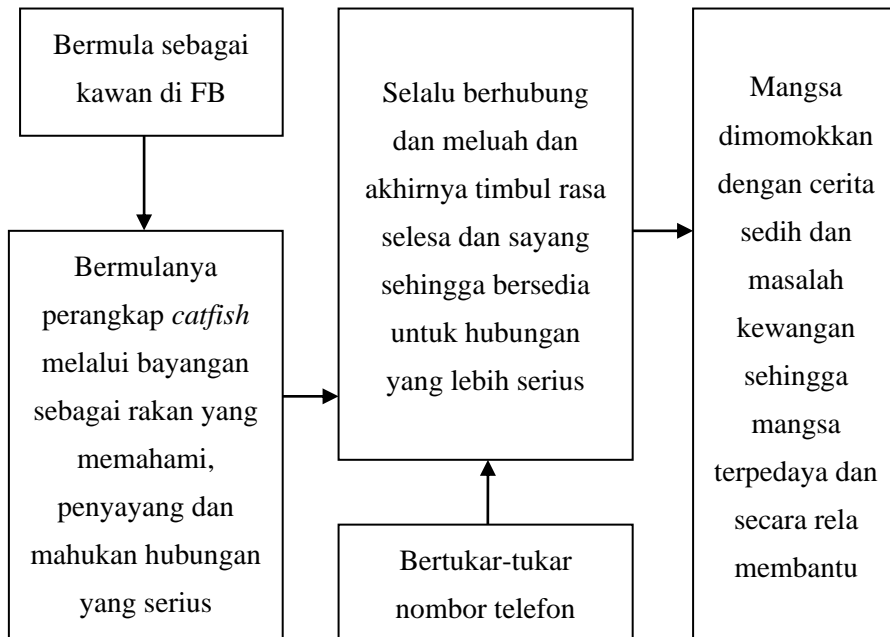 Bermula sebagai
kawan di FB
Bermulanya
perangkap catfish
melalui bayangan
sebagai rakan yang
memahami,
penyayang dan
mahukan hubungan
yang serius
Selalu berhubung
dan meluah dan
akhirnya timbul rasa
selesa dan sayang
sehingga bersedia
untuk hubungan
yang lebih serius
Bertukar-tukar
nombor telefon
Mangsa
dimomokkan
dengan cerita
sedih dan
masalah
kewangan
sehingga
mangsa
terpedaya dan
secara rela
membantu